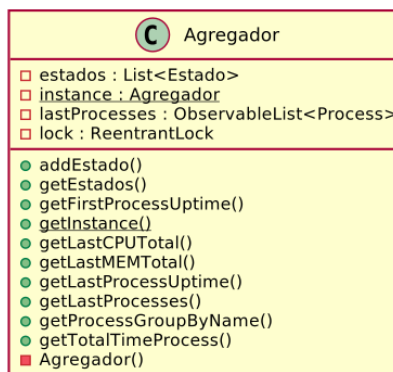 C Agregador
estados : List<Estado>
instance : Agregador
lastProcesses : ObservableList<Process>
lock : ReentrantLock
addEstado()
getEstados()
getFirstProcessUptime()
getInstance()
getLastCPUTotal()
getLastMEMTotal()
getLastProcessUptime()
getLastProcesses()
getProcessGroupByName()
getTotalTimeProcess()
Agregador()